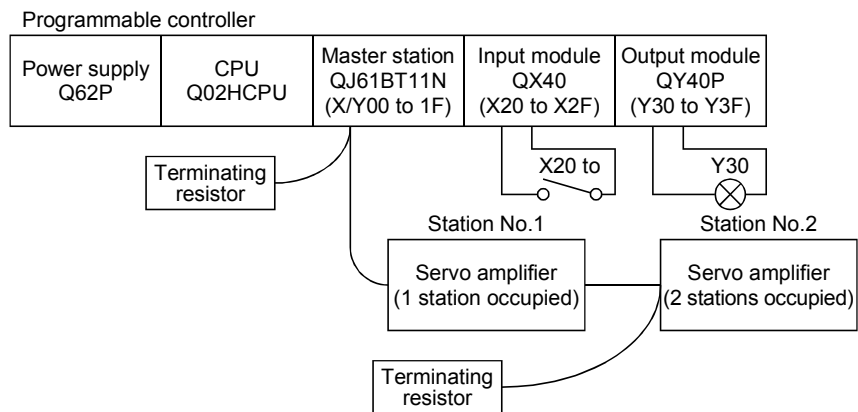 Programmable controller
Power supply
Q62P
CPU
Q02HCPU
Master station
QJ61BT11N
(X/Y00 to 1F)
Input module
QX40
(X20 to X2F)
Output module
QY40P
(Y30 to Y3F)
Terminating
resistor
X20 to
Y30
Station No.1
Station No.2
Servo amplifier
(1 station occupied)
Servo amplifier
(2 stations occupied)
Terminating
resistor